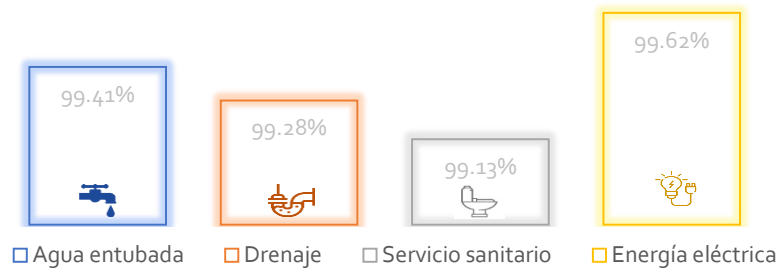 99.62%
99.41%
99.28%
99.13%
Agua entubada Drenaje Servicio sanitario Energía eléctrica